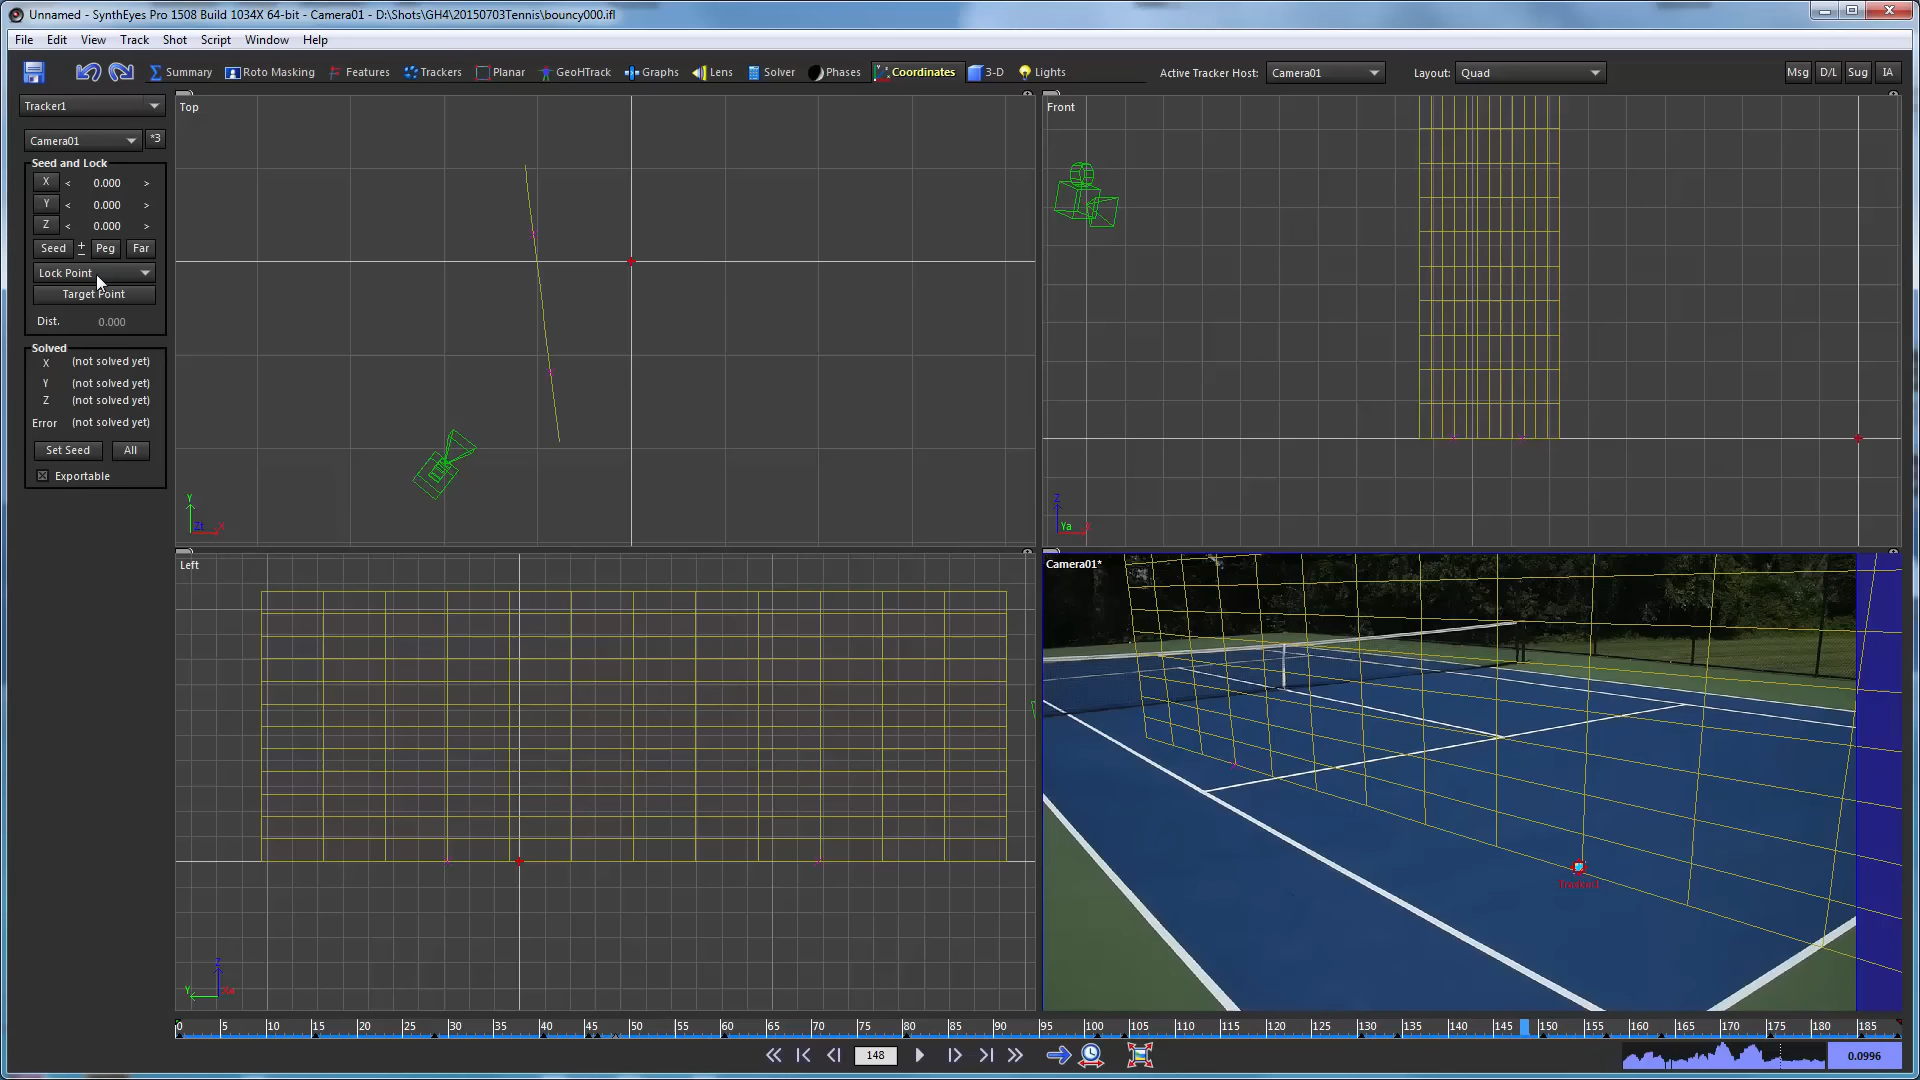 Unnamed - SynthEyes Pro 1508 Build 1034X 64-bit - Camera01 - D:\Shots\GH4\20150703Tennis\bouncy000.ifl
File Edit View Track Shot Script Window Help
Summary Roto Masking Features Trackers Planar GeoHTrack Graphs Lens Solver Phases Coordinates 3-D Lights Active Tracker Host: Camera01 Layout: Quad Msg D/L Sug IA
Tracker1
Camera01 *3
Seed and Lock
X < 0.000 >
Y < 0.000 >
Z < 0.000 >
Seed + - Peg Far
Lock Point
Target Point
Dist. 0.000
Solved
X (not solved yet)
Y (not solved yet)
Z (not solved yet)
Error (not solved yet)
Set Seed All
Exportable
Top
Y
Zt X
Front
Z
Ya X
Left
Z
Y Xa
Camera01*
Tracker1
0 5 10 15 20 25 30 35 40 45 50 55 60 65 70 75 80 85 90 95 100 105 110 115 120 125 130 135 140 145 150 155 160 165 170 175 180 185
148
0.0996